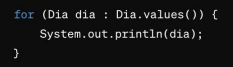 for (Dia dia : Dia.values()) {
    System.out.println(dia);
}